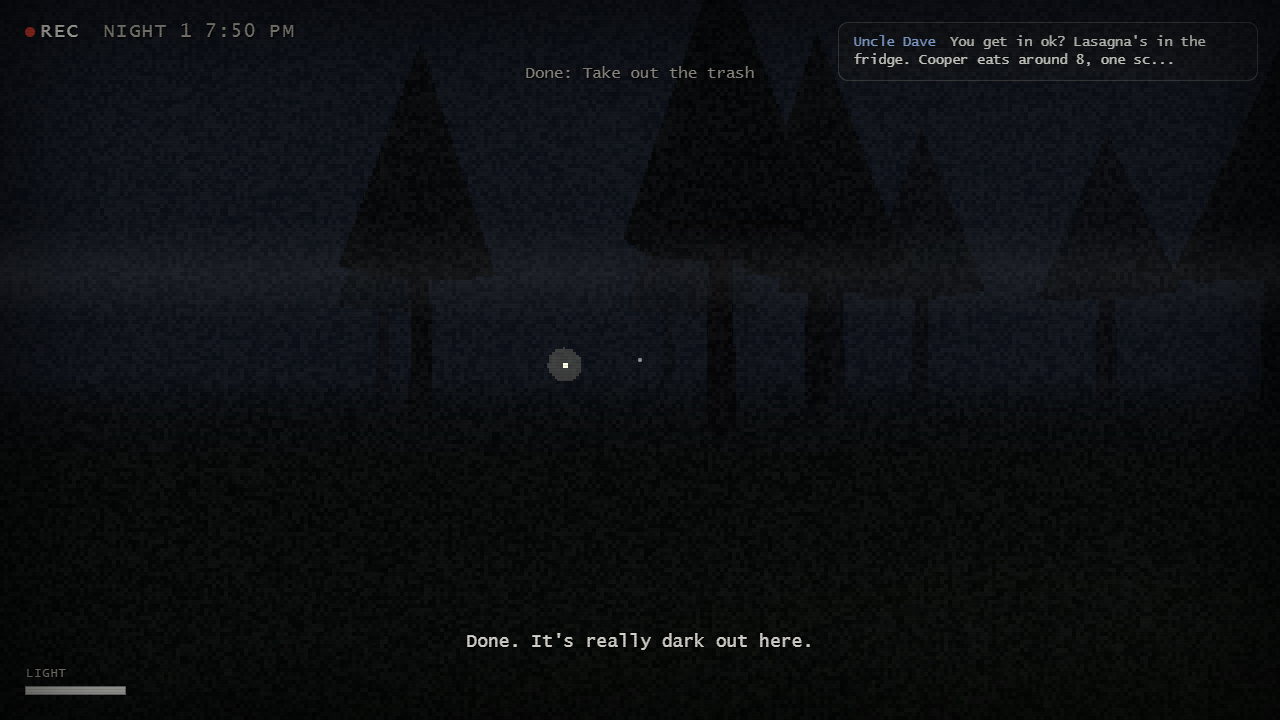 REC NIGHT 1 7:50 PM
Uncle Dave You get in ok? Lasagna's in the
fridge. Cooper eats around 8, one sc...
Done: Take out the trash
Done. It's really dark out here.
LIGHT